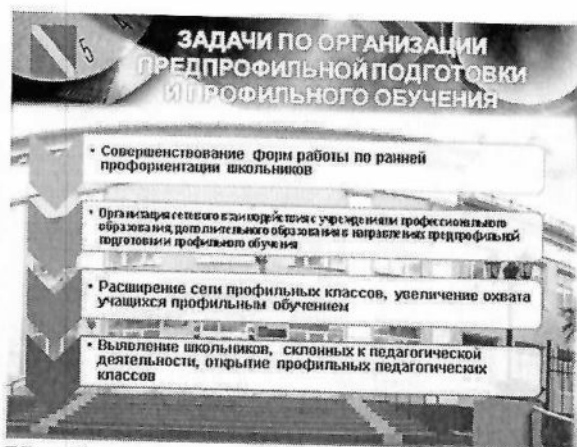 5
4
ЗАДАЧИ ПО ОРГАНИЗАЦИИ
ПРЕДПРОФИЛЬНОЙ ПОДГОТОВКИ
И ПРОФИЛЬНОГО ОБУЧЕНИЯ
• Совершенствование форм работы по ранней
профориентации школьников
• Организация сетевого взаимодействия с учреждениями профессионального
образования, дополнительного образования в направлениях предпрофильной
подготовки и профильного обучения
• Расширение сети профильных классов, увеличение охвата
учащихся профильным обучением
• Выявление школьников, склонных к педагогической
деятельности, открытие профильных педагогических
классов